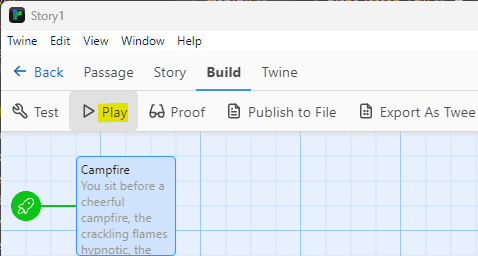 Story1
Twine Edit View Window Help
Back Passage Story Build Twine
Test Play Proof Publish to File Export As Twee
Campfire
You sit before a
cheerful
campfire, the
crackling flames
hypnotic, the